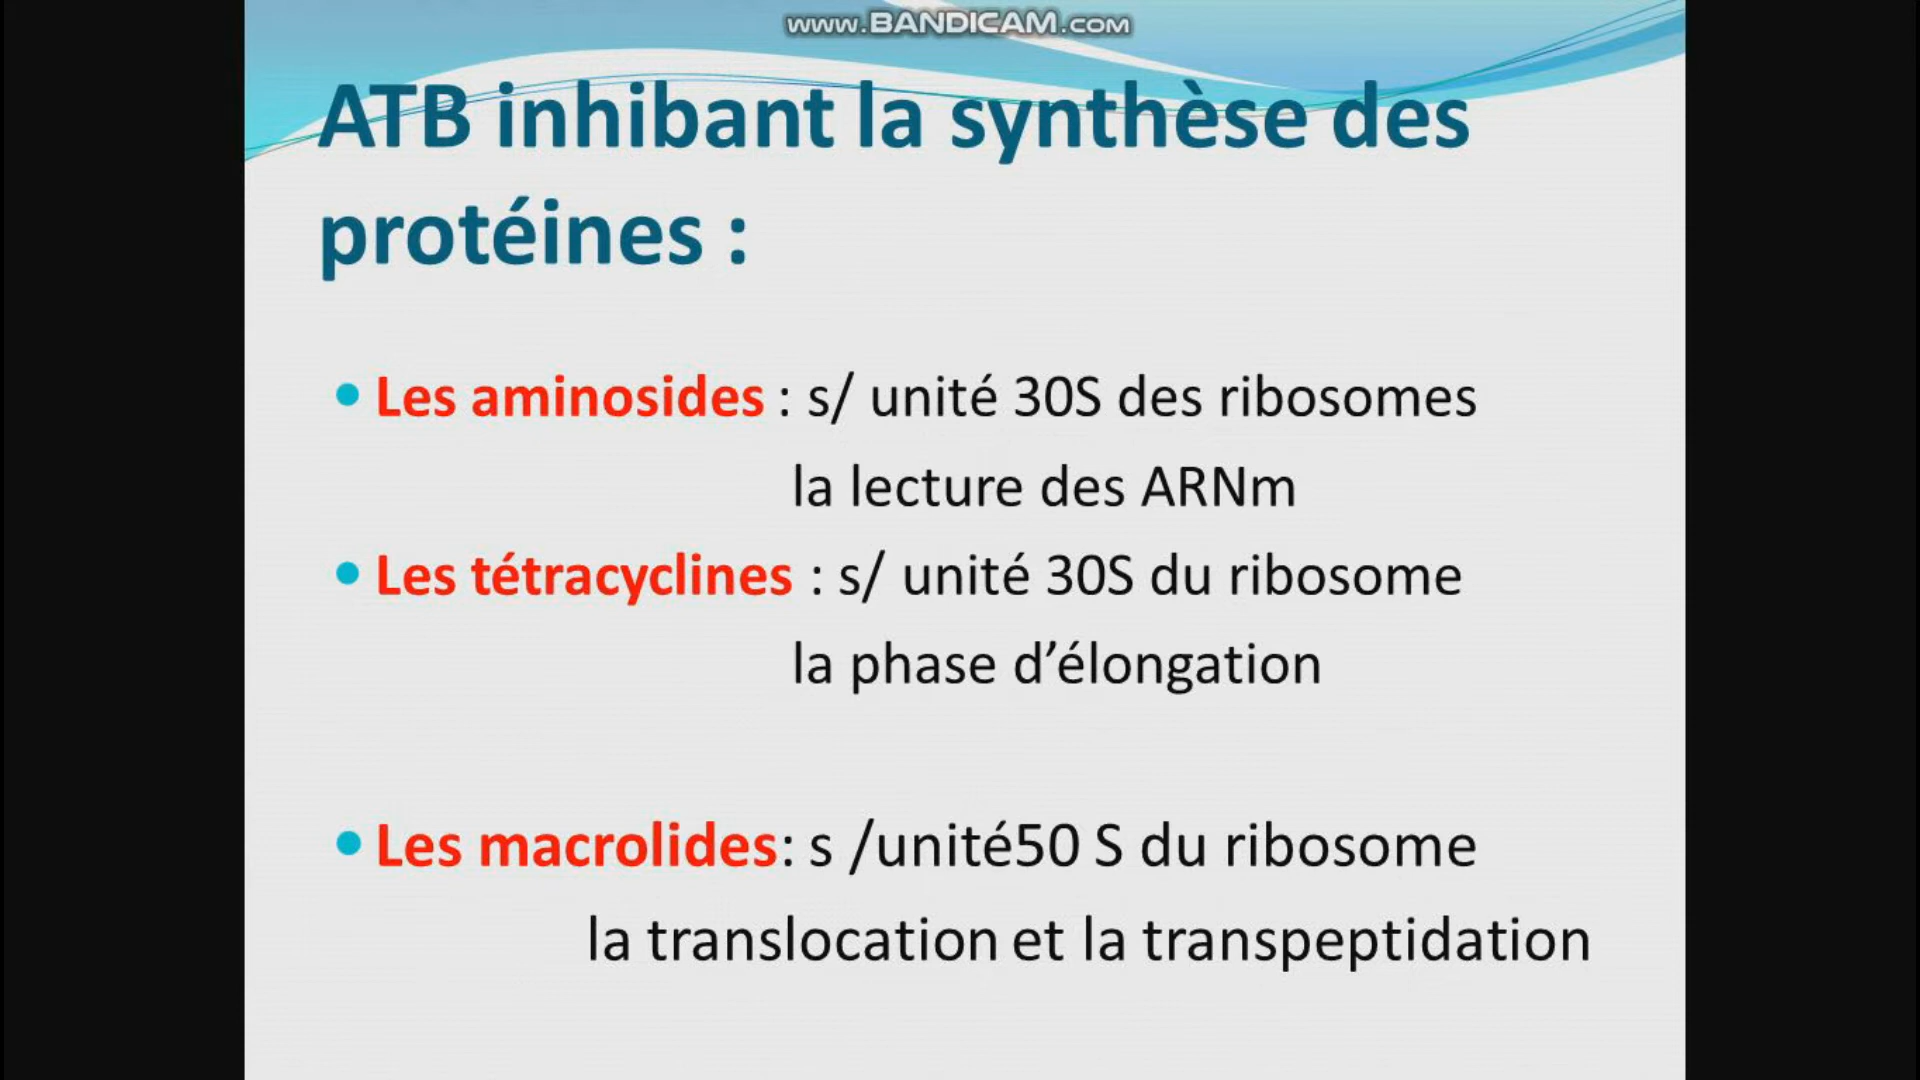 www.BANDICAM.com
ATB inhibant la synthèse des
protéines :
• Les aminosides : s/ unité 30S des ribosomes
la lecture des ARNm
• Les tétracyclines : s/ unité 30S du ribosome
la phase d’élongation
• Les macrolides: s /unité50 S du ribosome
la translocation et la transpeptidation